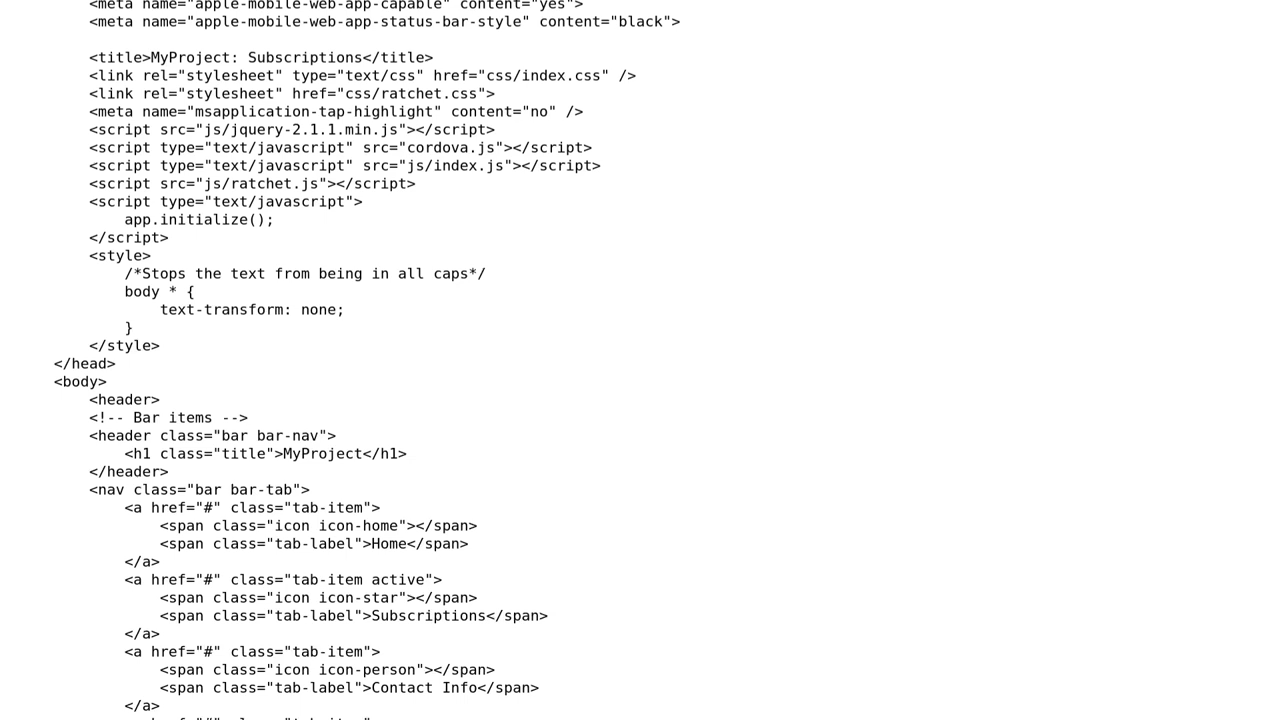 <meta name="apple-mobile-web-app-capable" content="yes">
<meta name="apple-mobile-web-app-status-bar-style" content="black">
<title>MyProject: Subscriptions</title>
<link rel="stylesheet" type="text/css" href="css/index.css" />
<link rel="stylesheet" href="css/ratchet.css">
<meta name="msapplication-tap-highlight" content="no" />
<script src="js/jquery-2.1.1.min.js"></script>
<script type="text/javascript" src="cordova.js"></script>
<script type="text/javascript" src="js/index.js"></script>
<script src="js/ratchet.js"></script>
<script type="text/javascript">
app.initialize();
</script>
<style>
/*Stops the text from being in all caps*/
body * {
text-transform: none;
}
</style>
</head>
<body>
<header>
<!-- Bar items -->
<header class="bar bar-nav">
<h1 class="title">MyProject</h1>
</header>
<nav class="bar bar-tab">
<a href="#" class="tab-item">
<span class="icon icon-home"></span>
<span class="tab-label">Home</span>
</a>
<a href="#" class="tab-item active">
<span class="icon icon-star"></span>
<span class="tab-label">Subscriptions</span>
</a>
<a href="#" class="tab-item">
<span class="icon icon-person"></span>
<span class="tab-label">Contact Info</span>
</a>